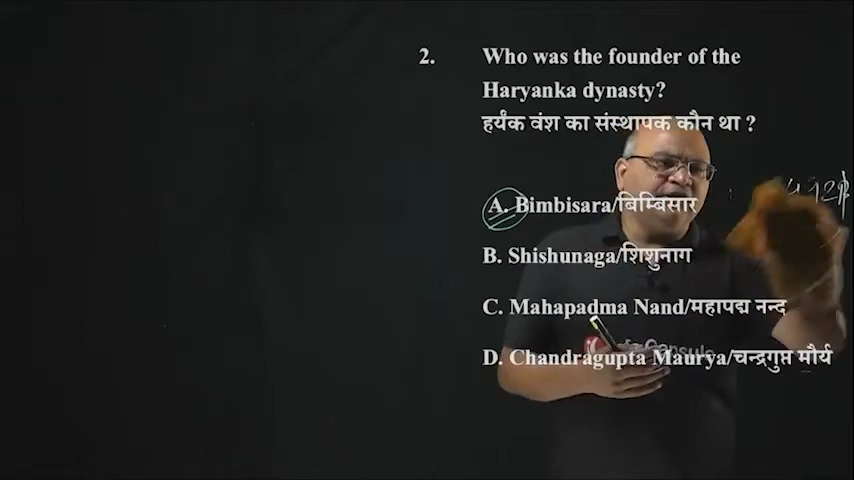 2. Who was the founder of the
Haryanka dynasty?
हर्यंक वंश का संस्थापक कौन था ?
A. Bimbisara/बिम्बिसार
B. Shishunaga/शिशुनाग
C. Mahapadma Nand/महापद्म नन्द
D. Chandragupta Maurya/चन्द्रगुप्त मौर्य